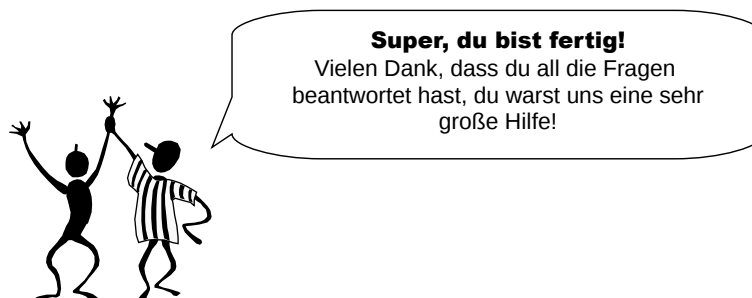 Super, du bist fertig!
Vielen Dank, dass du all die Fragen
beantwortet hast, du warst uns eine sehr
große Hilfe!